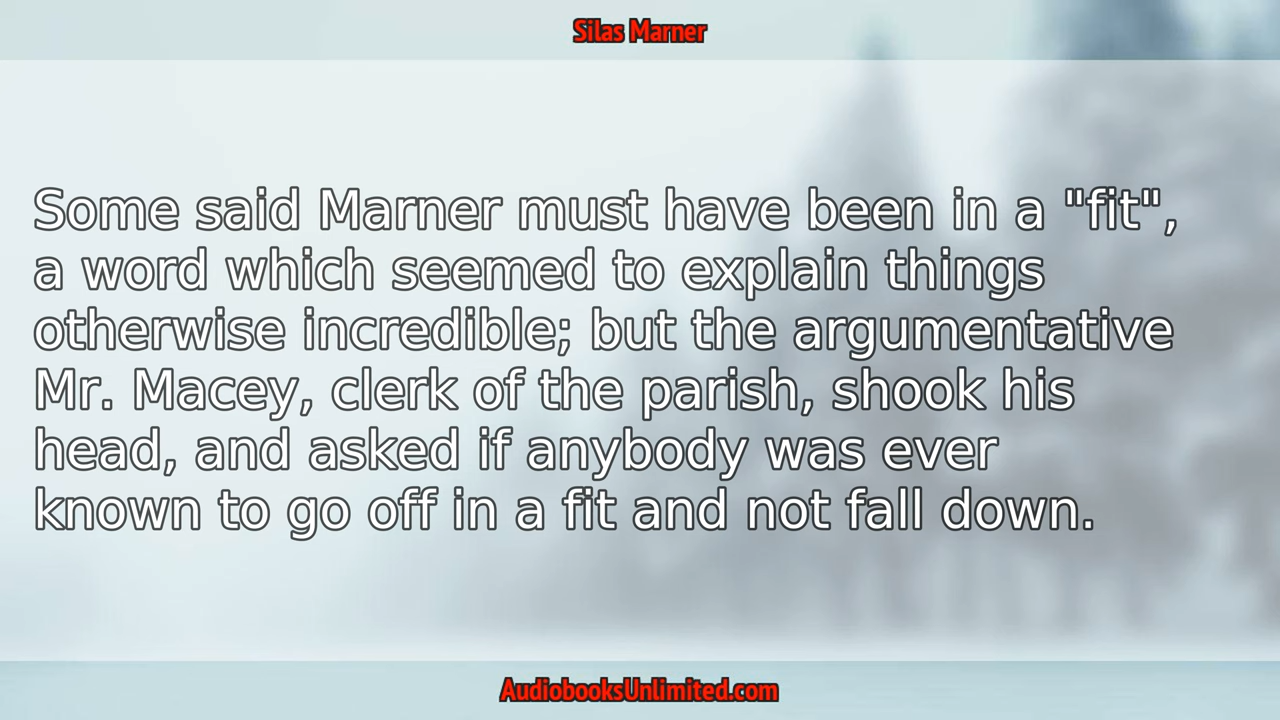 Silas Marner
Some said Marner must have been in a "fit",
a word which seemed to explain things
otherwise incredible; but the argumentative
Mr. Macey, clerk of the parish, shook his
head, and asked if anybody was ever
known to go off in a fit and not fall down.
AudiobooksUnlimited.com